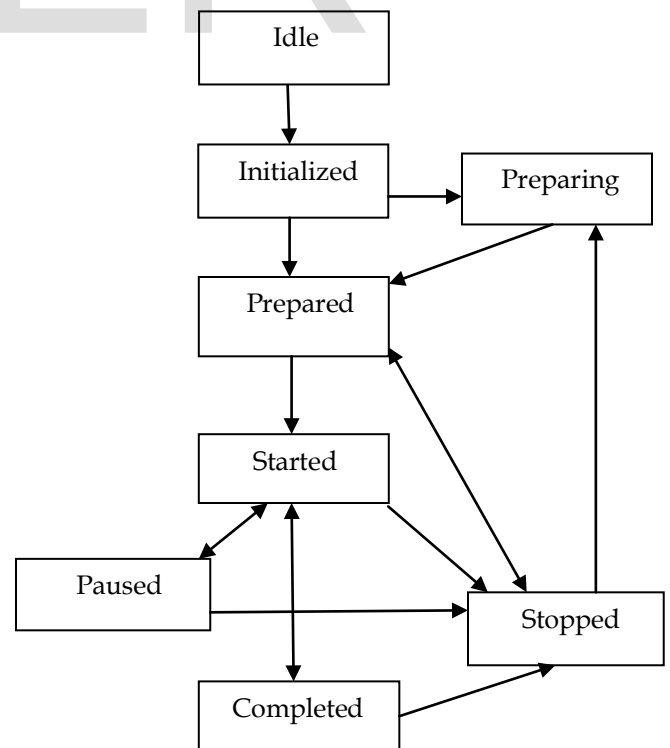 Idle
Initialized
Preparing
Prepared
Started
Paused
Stopped
Completed